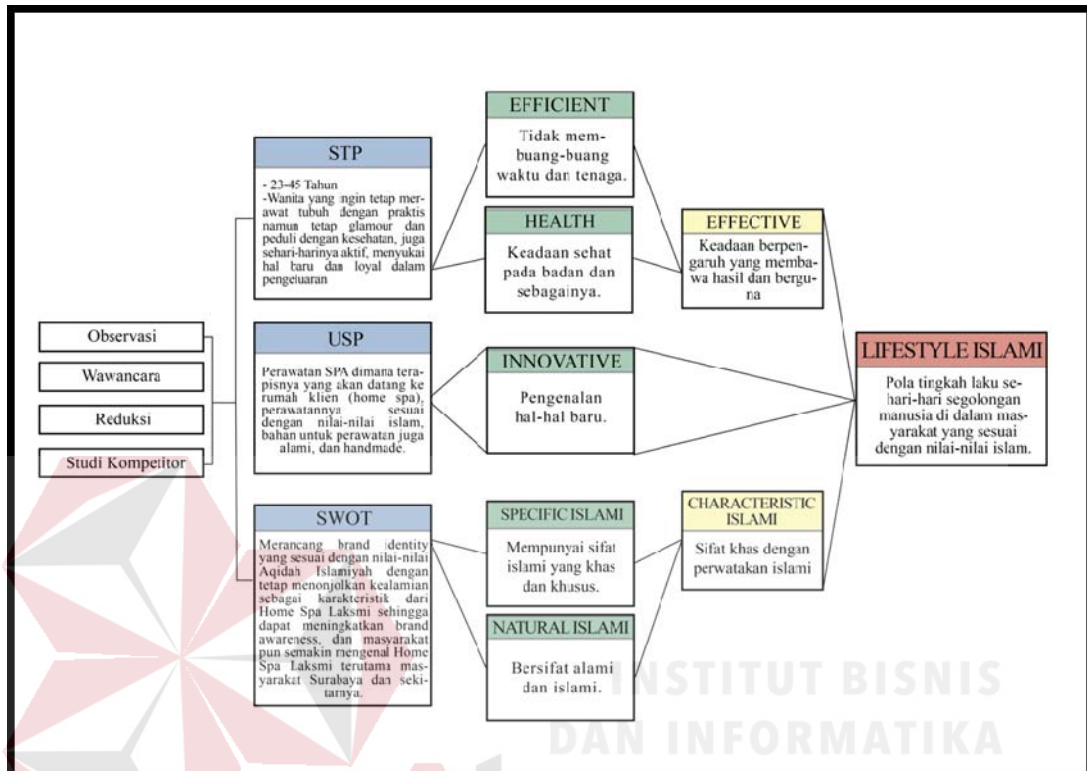 Observasi
Wawancara
Reduksi
Studi Kompetitor
STP
- 23-45 Tahun
-Wanita yang ingin tetap mer-
awat tubuh dengan praktis
namun tetap glamour dan
peduli dengan kesehatan, juga
sehari-harinya aktif, menyukai
hal baru dan loyal dalam
pengeluaran
USP
Perawatan SPA dimana tera-
pisnya yang akan datang ke
rumah klien (home spa),
perawatannya sesuai
dengan nilai-nilai islam,
bahan untuk perawatan juga
alami, dan handmade.
SWOT
Merancang brand identity
yang sesuai dengan nilai-nilai
Aqidah Islamiyah dengan
tetap menonjolkan kealamian
sebagai karakteristik dari
Home Spa Laksmi sehingga
dapat meningkatkan brand
awareness, dan masyarakat
pun semakin mengenal Home
Spa Laksmi terutama mas-
yarakat Surabaya dan seki-
tarnya.
EFFICIENT
Tidak mem-
buang-buang
waktu dan tenaga.
HEALTH
Keadaan sehat
pada badan dan
sebagainya.
INNOVATIVE
Pengenalan
hal-hal baru.
SPECIFIC ISLAMI
Mempunyai sifat
islami yang khas
dan khusus.
NATURAL ISLAMI
Bersifat alami
dan islami.
EFFECTIVE
Keadaan berpen-
garuh yang memba-
wa hasil dan bergu-
na
CHARACTERISTIC
ISLAMI
Sifat khas dengan
perwatakan islami
LIFESTYLE ISLAMI
Pola tingkah laku se-
hari-hari segolongan
manusia di dalam mas-
yarakat yang sesuai
dengan nilai-nilai islam.
INSTITUT BISNIS
DAN INFORMATIKA